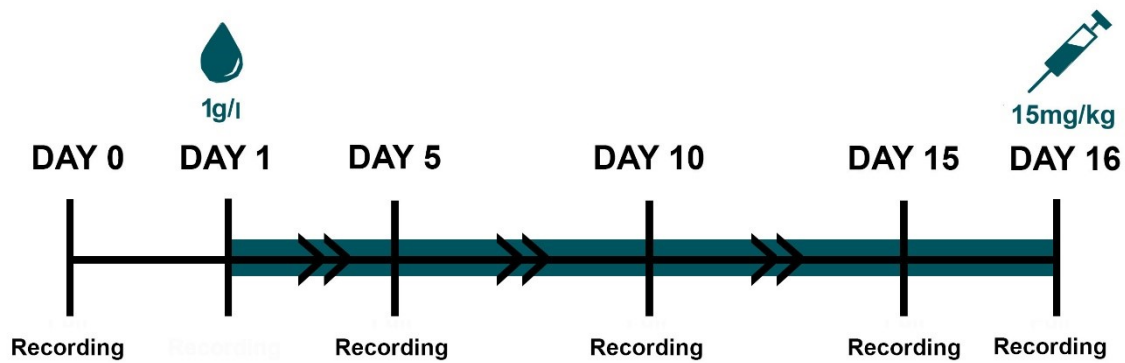 1g/l
15mg/kg
DAY 0 DAY 1 DAY 5 DAY 10 DAY 15 DAY 16
Recording Recording Recording Recording Recording